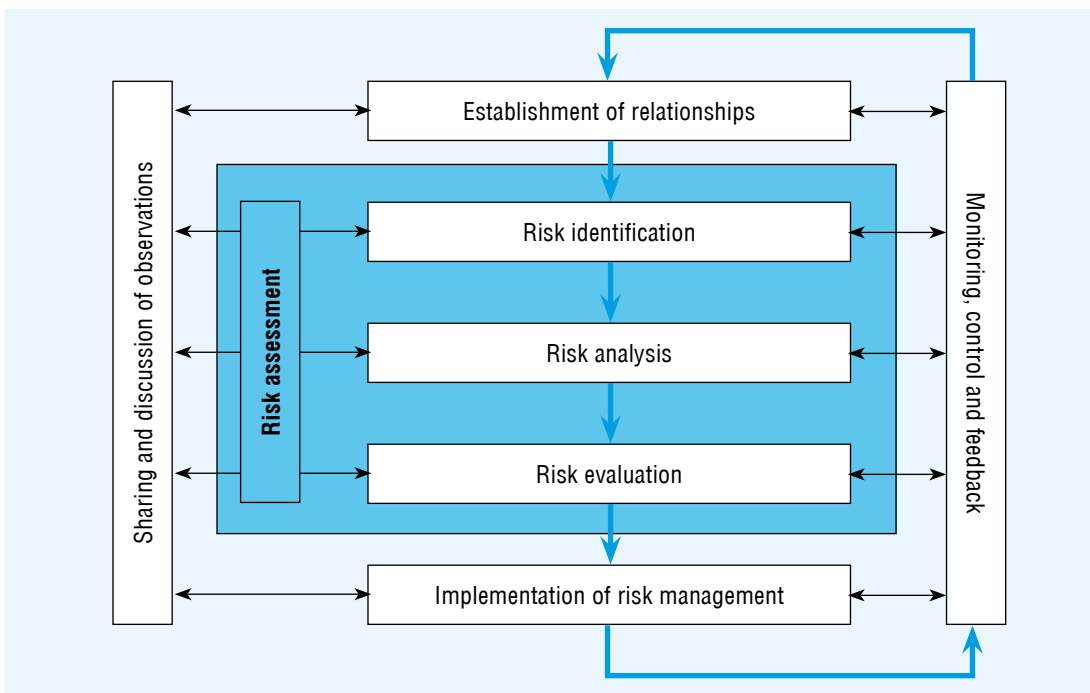 Establishment of relationships
Sharing and discussion of observations
Risk assessment
Risk identification
Risk analysis
Risk evaluation
Monitoring, control and feedback
Implementation of risk management